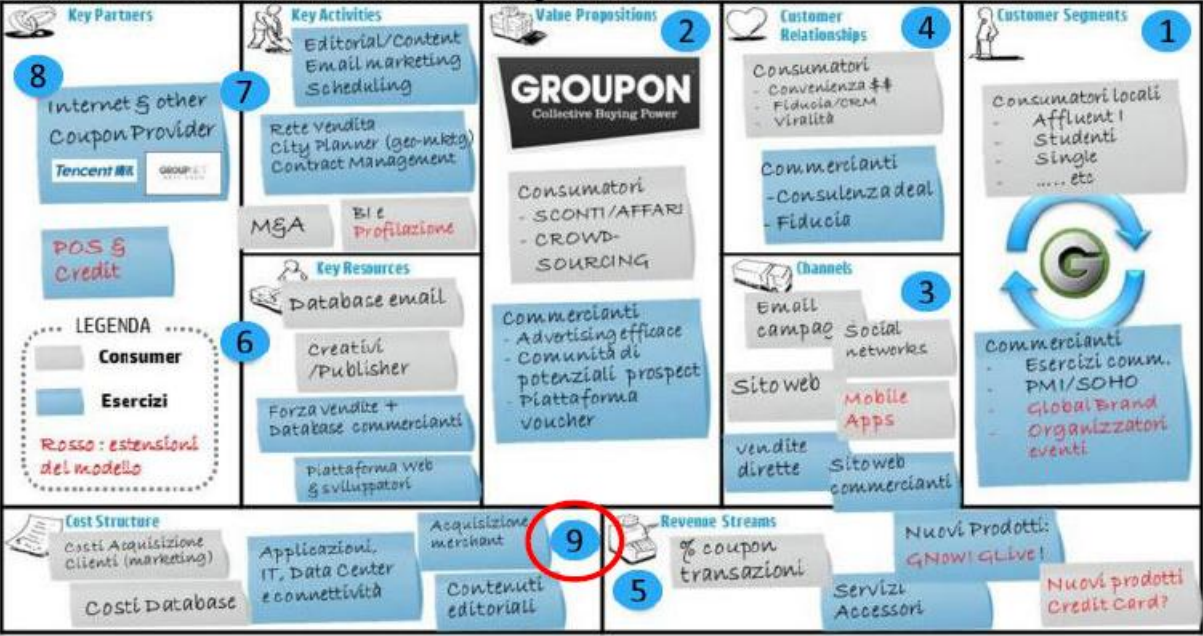 Key Partners
8
Internet & other
Coupon Provider
Tencent 腾讯
POS &
Credit
LEGENDA
Consumer
Esercizi
Rosso : estensioni
del modello
Key Activities
7
Editorial/Content
Email marketing
Scheduling
Rete vendita
City Planner (geo-mktg)
Contract Management
M&A
BI e
Profilazione
Key Resources
6
Database email
Creativi
/Publisher
Forza vendite +
Database commercianti
Piattaforma web
& sviluppatori
Value Propositions
2
GROUPON
Collective Buying Power
Consumatori
- SCONTI/AFFARI
- CROWD-
SOURCING
Commercianti
- Advertising efficace
- Comunità di
potenziali prospect
- Piattaforma
voucher
Customer
Relationships
4
Consumatori
- Convenienza $$
- Fiducia/CRM
- Viralità
Commercianti
- Consulenza deal
- Fiducia
Channels
3
Email
campag
Social
networks
Sito web
Mobile
Apps
vendite
dirette
Sito web
commercianti
Customer Segments
1
Consumatori locali
- Affluent I
- Studenti
- Single
- ..... etc
G
Commercianti
- Esercizi comm.
- PMI/SOHO
- Global Brand
- Organizzatori
eventi
Cost Structure
9
Costi Acquisizione
Clienti (marketing)
Costi Database
Applicazioni,
IT, Data Center
e connettività
Acquisizione
merchant
Contenuti
editoriali
Revenue Streams
5
% coupon
transazioni
Servizi
Accessori
Nuovi Prodotti:
GNow! GLive!
Nuovi prodotti
Credit Card?